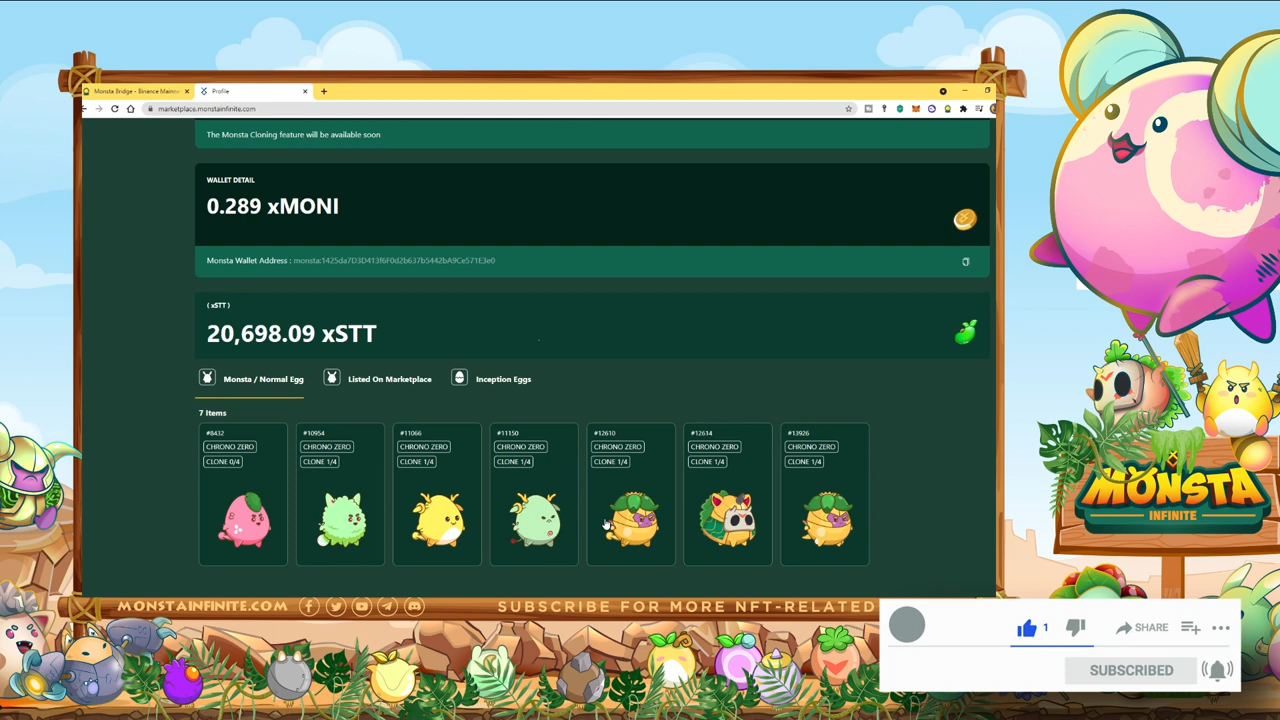 Monsta Bridge - Binance Mainn
Profile
marketplace.monstainfinite.com
The Monsta Cloning feature will be available soon
WALLET DETAIL
0.289 xMONI
Monsta Wallet Address : monsta:1425da7D3D413f6F0d2b637b5442bA9Ce571E3e0
( xSTT )
20,698.09 xSTT
Monsta / Normal Egg
Listed On Marketplace
Inception Eggs
7 Items
#8432
CHRONO ZERO
CLONE 0/4
#10954
CHRONO ZERO
CLONE 1/4
#11066
CHRONO ZERO
CLONE 1/4
#11150
CHRONO ZERO
CLONE 1/4
#12610
CHRONO ZERO
CLONE 1/4
#12614
CHRONO ZERO
CLONE 1/4
#13926
CHRONO ZERO
CLONE 1/4
MONSTA
INFINITE
MONSTAINFINITE.COM
SUBSCRIBE FOR MORE NFT-RELATED
1
SHARE
SUBSCRIBED